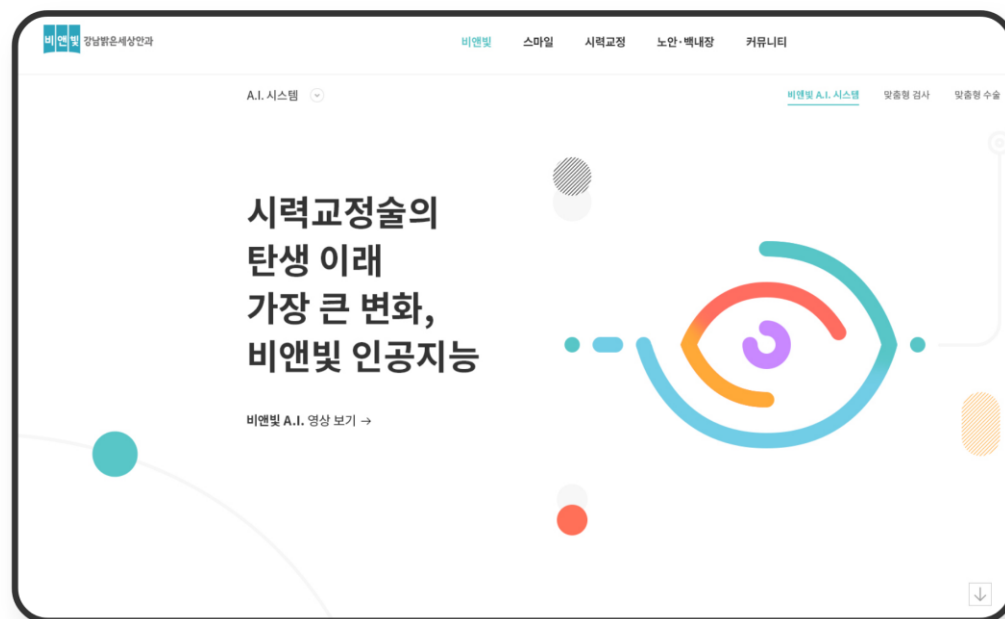 비앤빛 강남밝은세상안과
비앤빛 스마일 시력교정 노안·백내장 커뮤니티
A.I. 시스템
비앤빛 A.I. 시스템 맞춤형 검사 맞춤형 수술
시력교정술의
탄생 이래
가장 큰 변화,
비앤빛 인공지능
비앤빛 A.I. 영상 보기 →